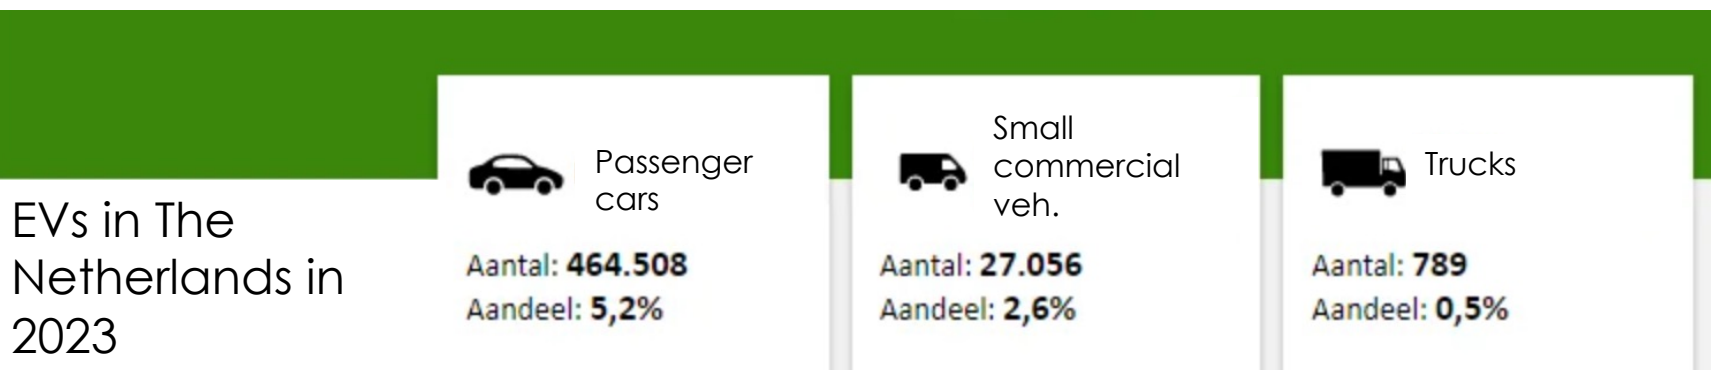 EVs in The
Netherlands in
2023
Passenger
cars
Aantal: 464.508
Aandeel: 5,2%
Small
commercial
veh.
Aantal: 27.056
Aandeel: 2,6%
Trucks
Aantal: 789
Aandeel: 0,5%